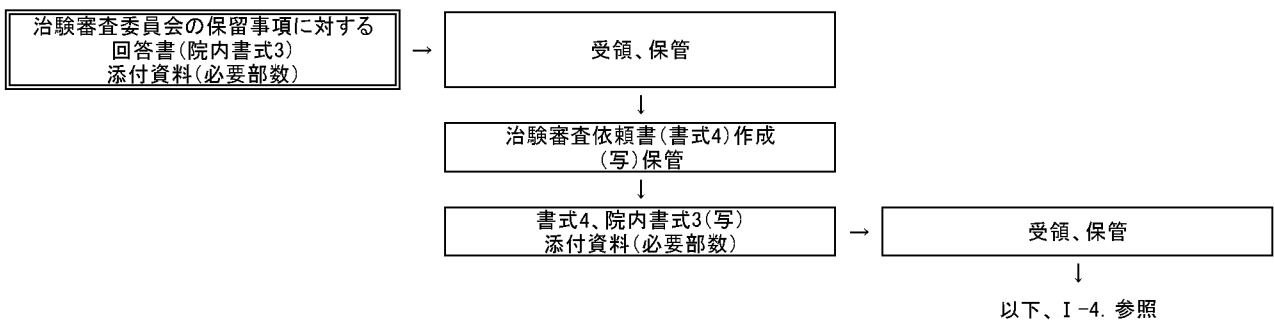 治験審査委員会の保留事項に対する
回答書(院内書式3)
添付資料(必要部数)
→
受領、保管
↓
治験審査依頼書(書式4)作成
(写)保管
↓
書式4、院内書式3(写)
添付資料(必要部数)
→
受領、保管
↓
以下、Ⅰ-4. 参照